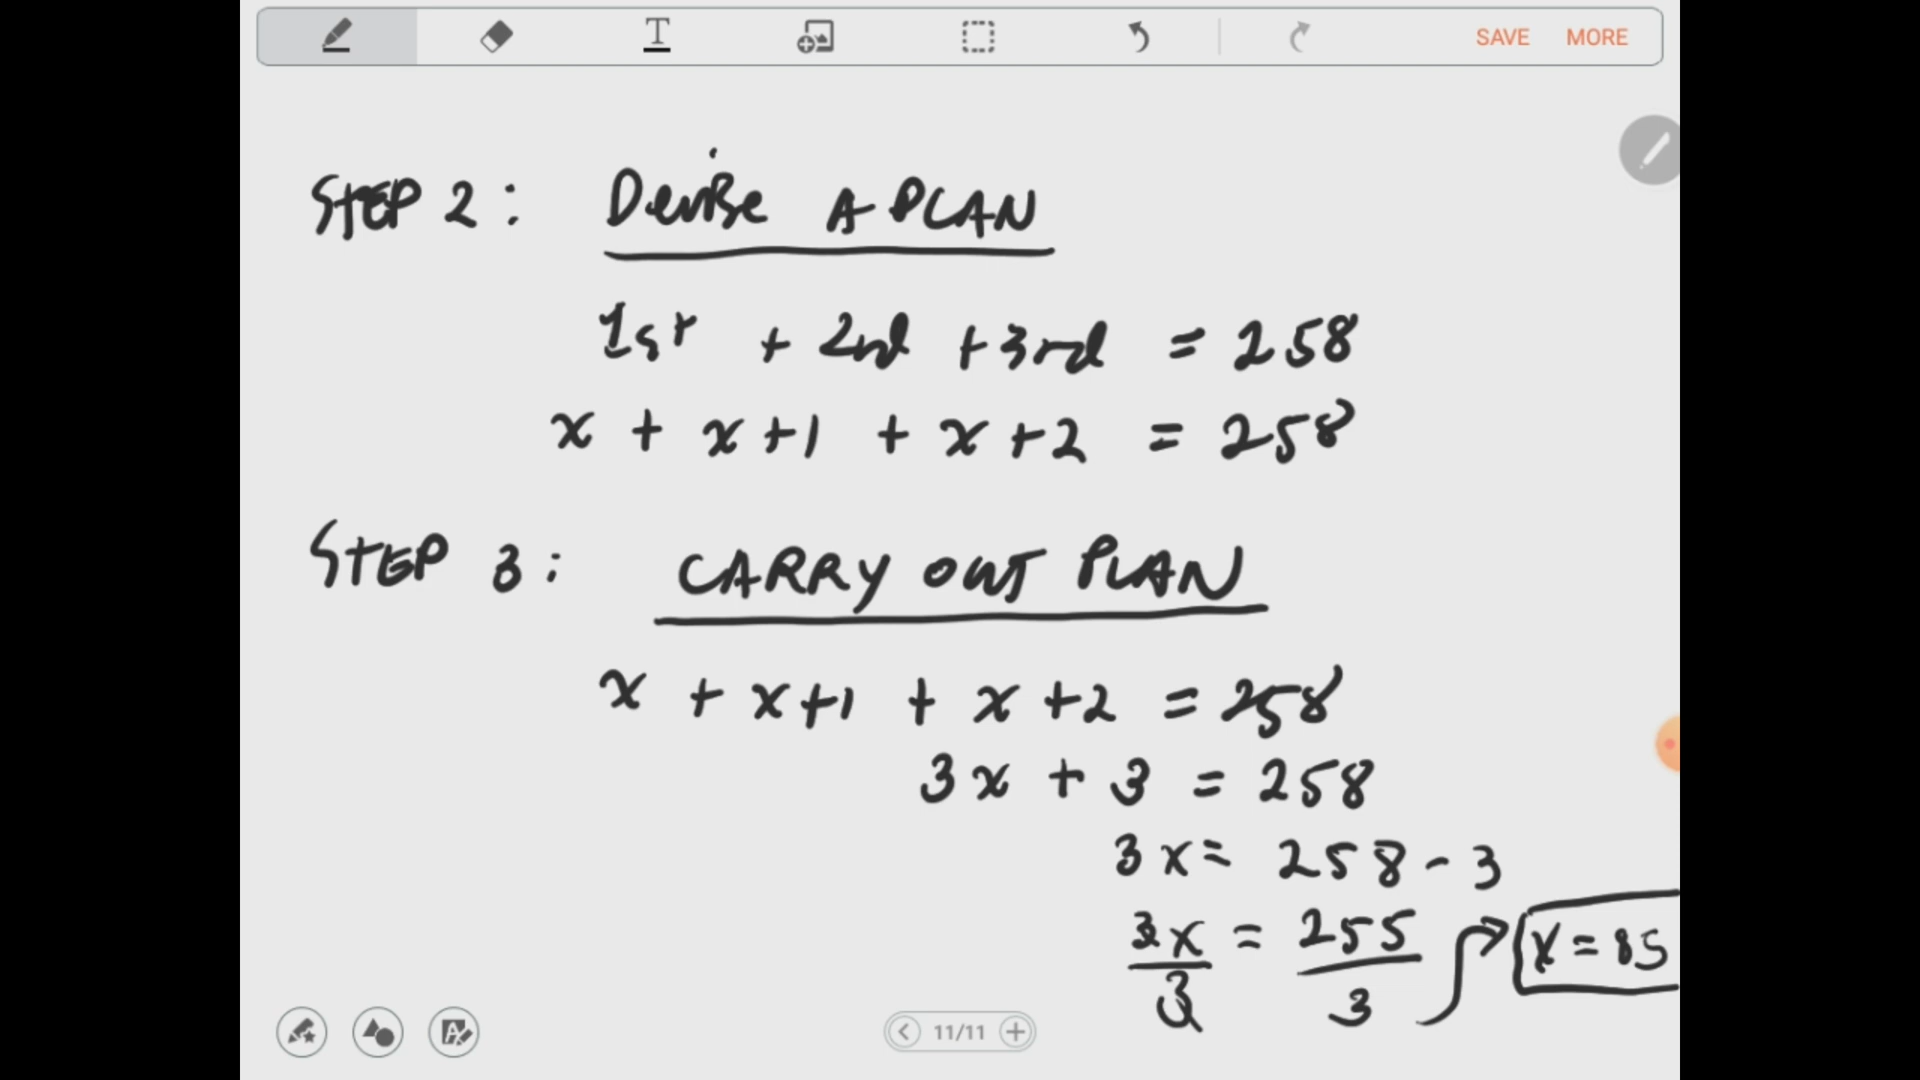 T SAVE MORE
STEP 2: Devise A PLAN
1st + 2nd + 3rd = 258
x + x+1 + x+2 = 258
STEP 3: CARRY OUT PLAN
x + x+1 + x+2 = 258
3x + 3 = 258
3x = 258 - 3
3x/3 = 255/3 → x = 85
11/11